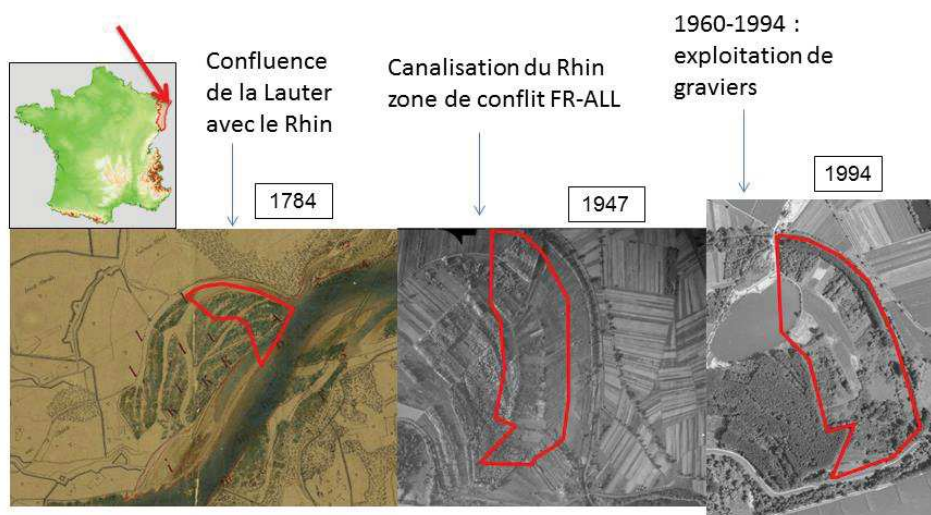 Confluence
de la Lauter
avec le Rhin
1784
Canalisation du Rhin
zone de conflit FR-ALL
1947
1960-1994 :
exploitation de
graviers
1994